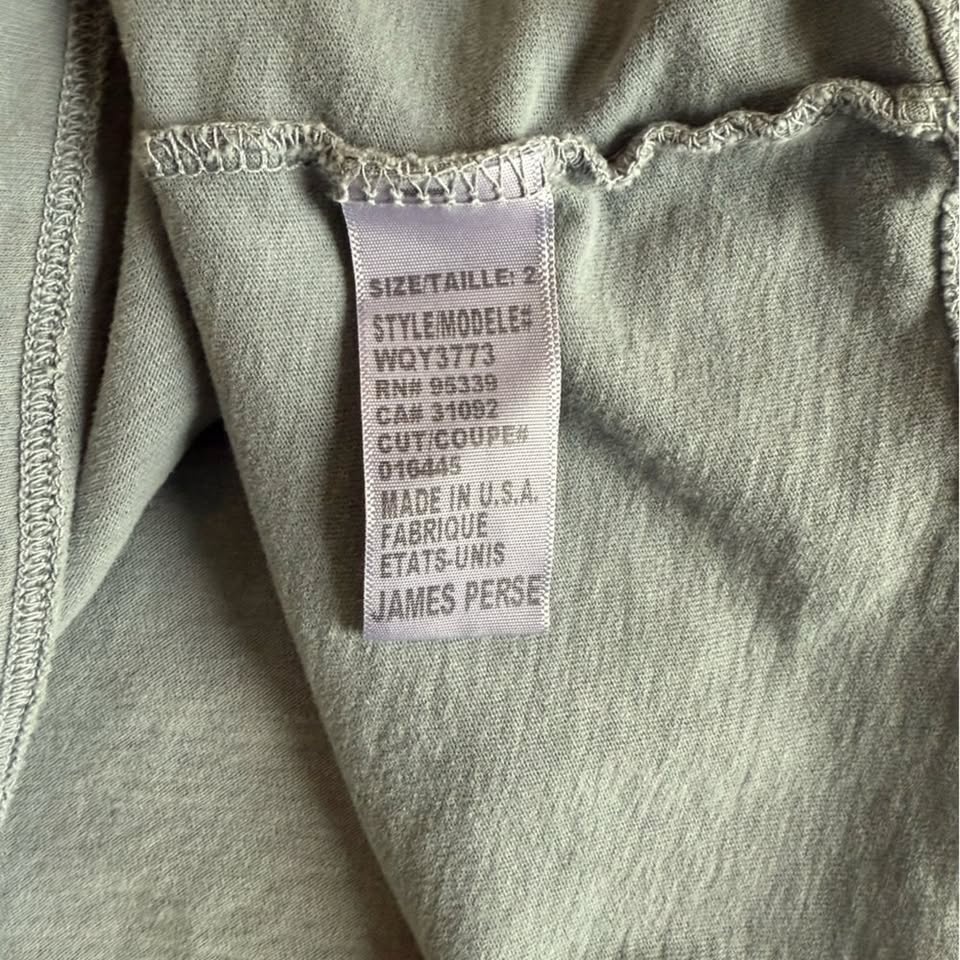 SIZE/TAILLE: 2
STYLE/MODELE#
WQY3773
RN# 95339
CA# 31092
CUT/COUPE#
016445
MADE IN U.S.A.
FABRIQUE
ETATS-UNIS
JAMES PERSE